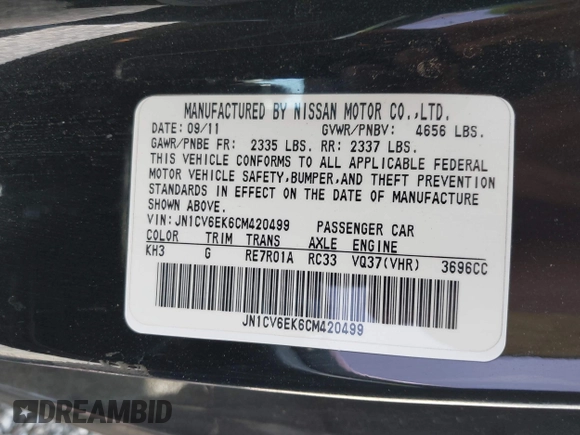 MANUFACTURED BY NISSAN MOTOR CO.,LTD.
DATE: 09/11 GVWR/PNBV: 4656 LBS.
GAWR/PNBE FR: 2335 LBS. RR: 2337 LBS.
THIS VEHICLE CONFORMS TO ALL APPLICABLE FEDERAL
MOTOR VEHICLE SAFETY,BUMPER,AND THEFT PREVENTION
STANDARDS IN EFFECT ON THE DATE OF MANUFACTURE
SHOWN ABOVE.
VIN: JN1CV6EK6CM420499 PASSENGER CAR
COLOR TRIM TRANS AXLE ENGINE
KH3 G RE7R01A RC33 VQ37(VHR) 3696CC
JN1CV6EK6CM420499
DREAMBID